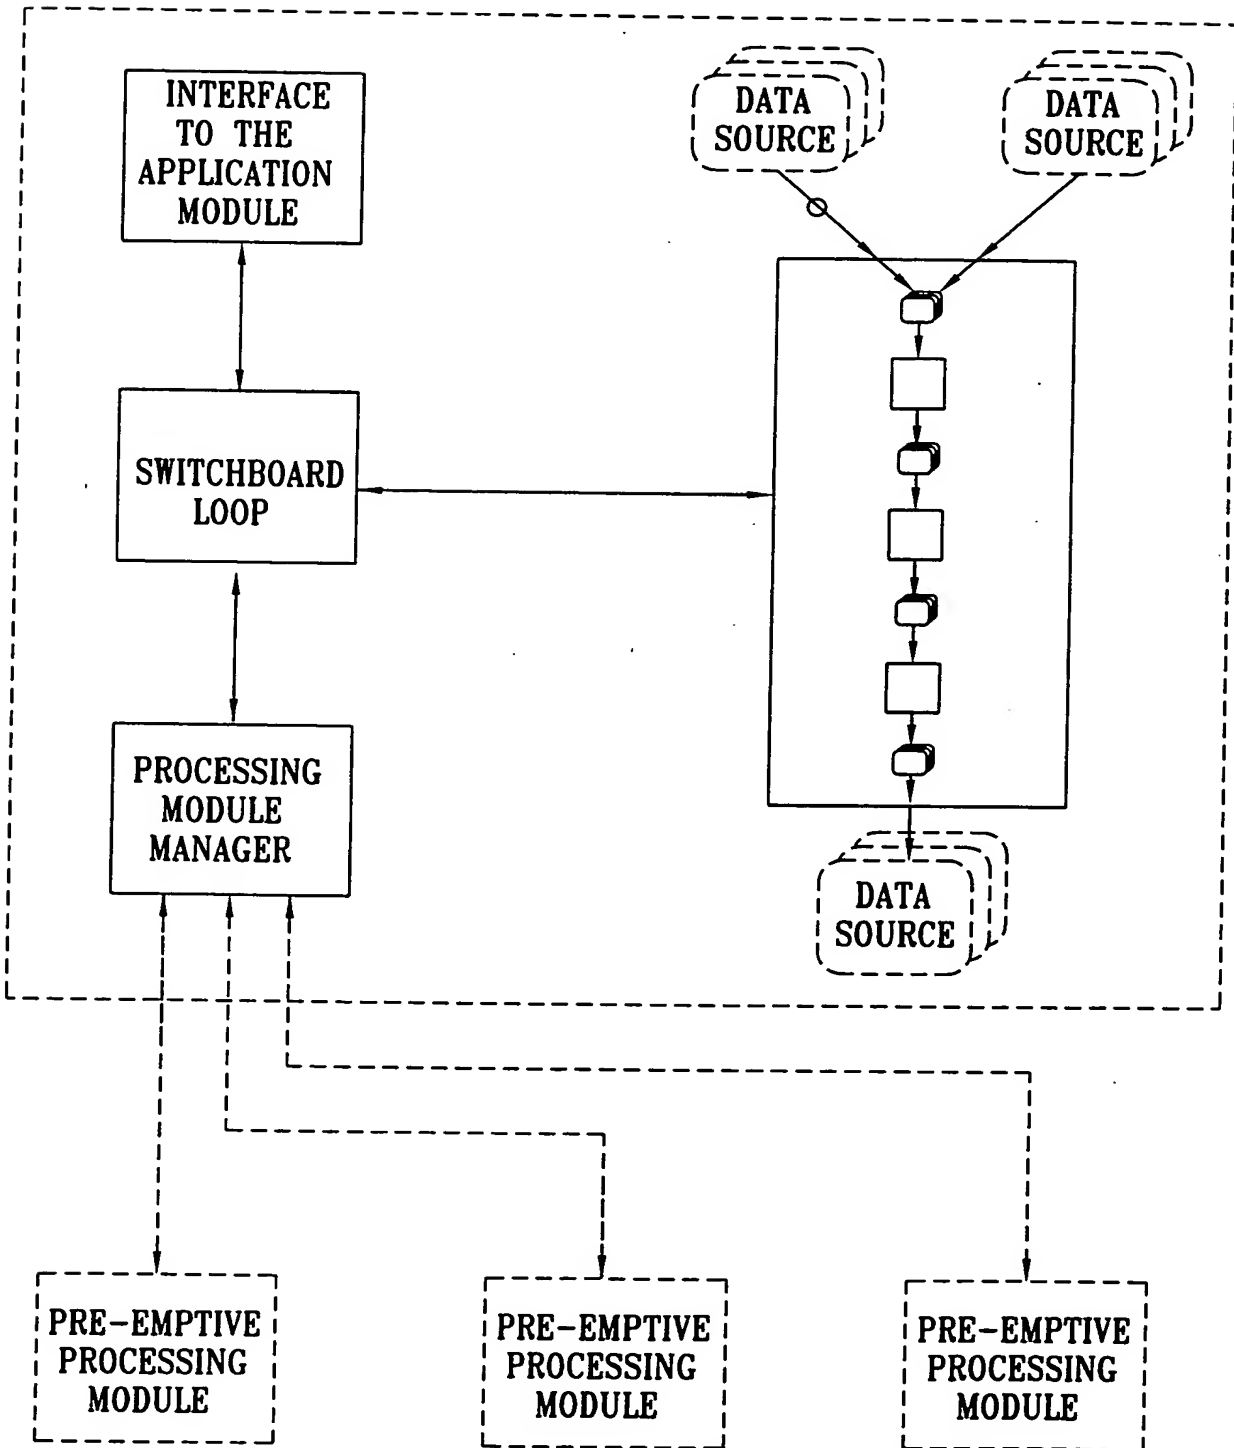 INTERFACE
TO THE
APPLICATION
MODULE
DATA
SOURCE
DATA
SOURCE
SWITCHBOARD
LOOP
PROCESSING
MODULE
MANAGER
DATA
SOURCE
PRE-EMPTIVE
PROCESSING
MODULE
PRE-EMPTIVE
PROCESSING
MODULE
PRE-EMPTIVE
PROCESSING
MODULE